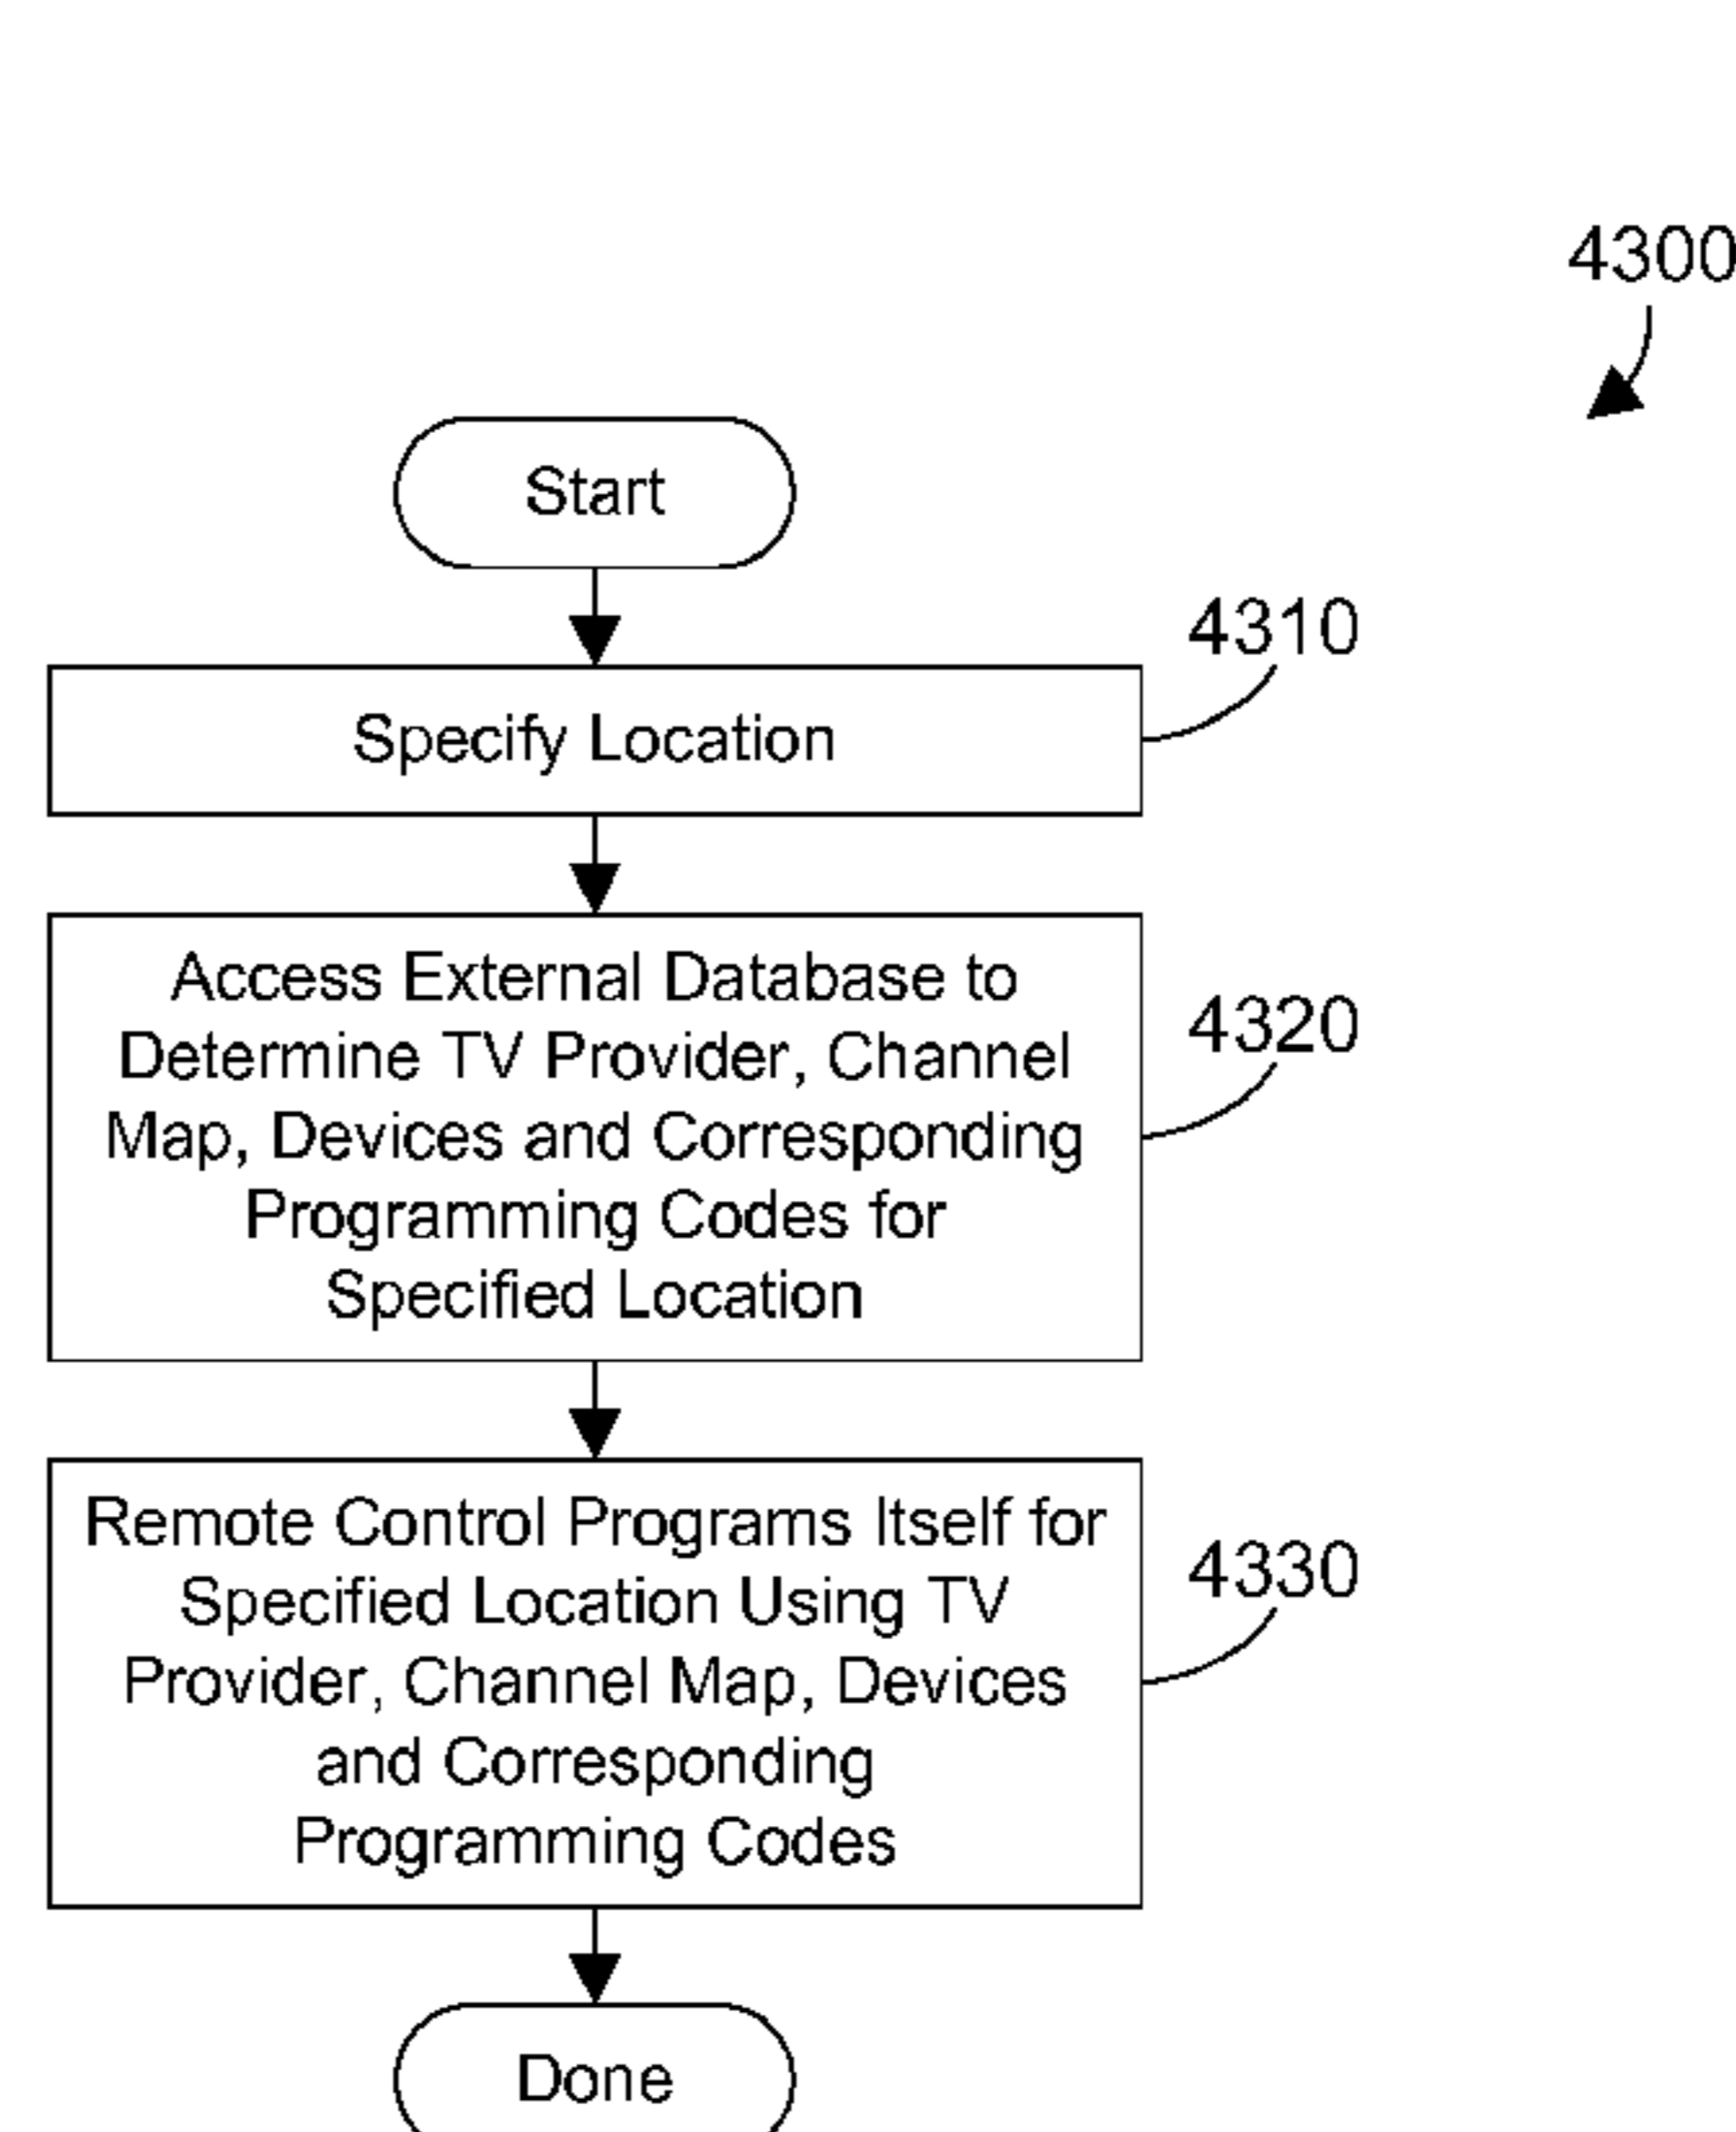 4300
Start
4310
Specify Location
Access External Database to
Determine TV Provider, Channel
4320
Map, Devices and Corresponding
Programming Codes for
Specified Location
Remote Control Programs Itself for
Specified Location Using TV
4330
Provider, Channel Map, Devices
and Corresponding
Programming Codes
Done